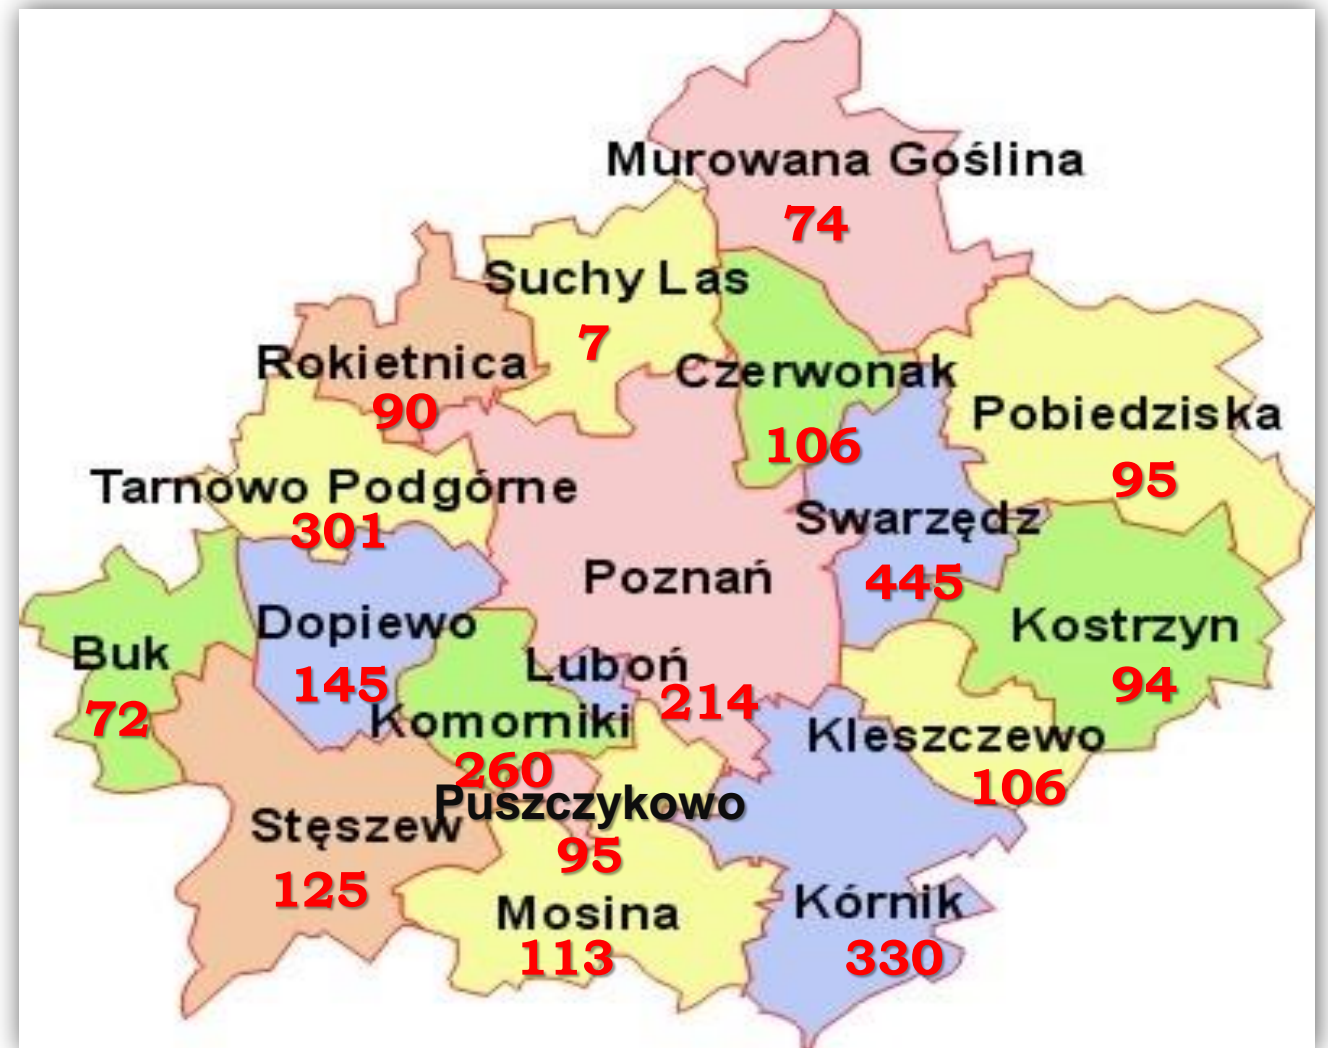 Murowana Goślina
74
Suchy Las
7
Rokietnica
90
Czerwonak
106
Pobiedziska
95
Tarnowo Podgórne
301
Swarzędz
445
Poznań
Dopiewo
145
Buk
72
Kostrzyn
94
Luboń
214
Komorniki
260
Kleszczewo
106
Puszczykowo
95
Stęszew
125
Mosina
113
Kórnik
330